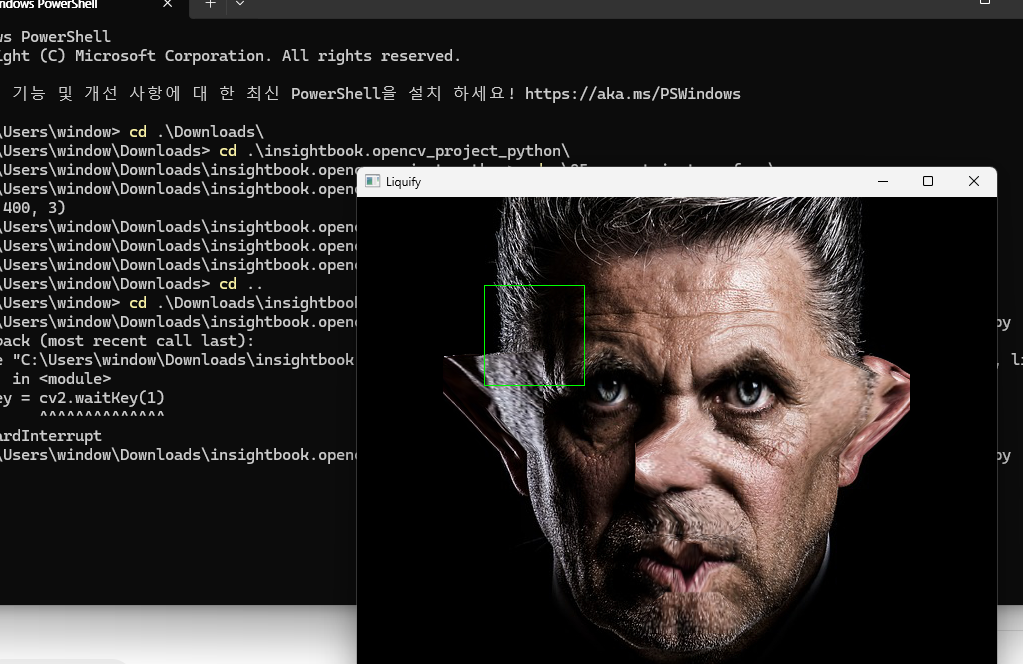 ndows PowerShell
ws PowerShell
ight (C) Microsoft Corporation. All rights reserved.
기능 및 개선 사항에 대 한 최신 PowerShell을 설치 하세요! https://aka.ms/PSWindows
\Users\window> cd .\Downloads\
\Users\window\Downloads> cd .\insightbook.opencv_project_python\
\Users\window\Downloads\insightbook.openc
\Users\window\Downloads\insightbook.openc
400, 3)
\Users\window\Downloads\insightbook.openc
\Users\window\Downloads\insightbook.openc
\Users\window\Downloads\insightbook.openc
\Users\window\Downloads> cd ..
\Users\window> cd .\Downloads\insightbook
\Users\window\Downloads\insightbook.openc py
back (most recent call last):
e "C:\Users\window\Downloads\insightbook , li
in <module>
ey = cv2.waitKey(1)
^^^^^^^^^^^^^^
ardInterrupt
\Users\window\Downloads\insightbook.openc py
Liquify